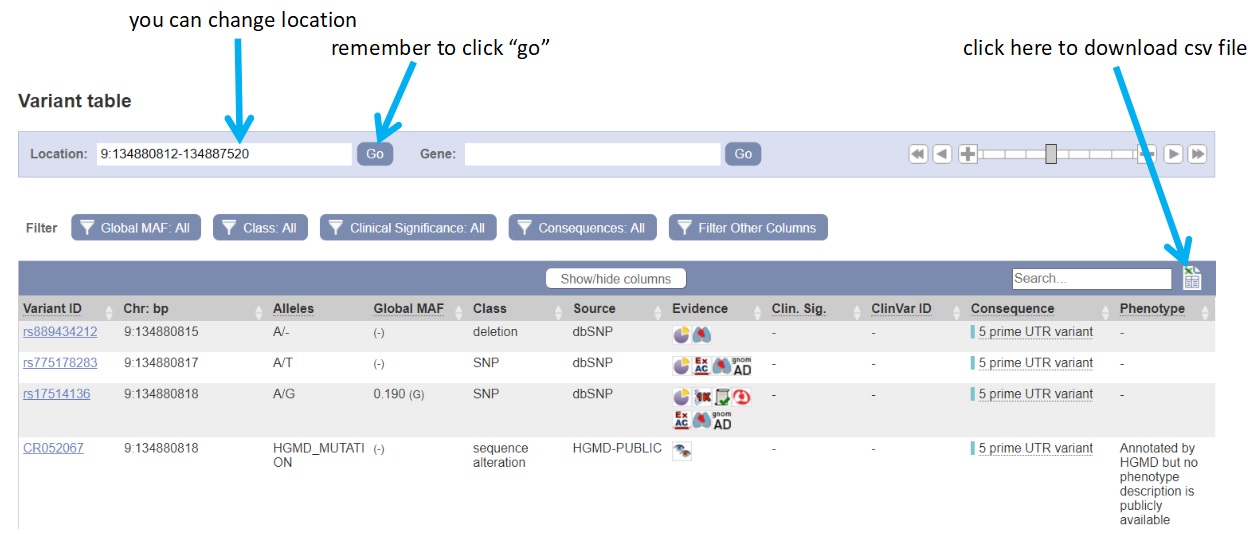 you can change location
remember to click “go”
click here to download csv file
Variant table
Location: 9:134880812-134887520 Go Gene: Go
Filter Global MAF: All Class: All Clinical Significance: All Consequences: All Filter Other Columns
Show/hide columns Search...
Variant ID Chr: bp Alleles Global MAF Class Source Evidence Clin. Sig. ClinVar ID Consequence Phenotype
rs889434212 9:134880815 A/- (-) deletion dbSNP - - 5 prime UTR variant -
rs775178283 9:134880817 A/T (-) SNP dbSNP Ex AC gnom AD - - 5 prime UTR variant -
rs17514136 9:134880818 A/G 0.190 (G) SNP dbSNP 1K - - 5 prime UTR variant -
Ex AC gnom AD
CR052067 9:134880818 HGMD_MUTATI (-) sequence HGMD-PUBLIC - - 5 prime UTR variant Annotated by
ON alteration HGMD but no
phenotype
description is
publicly
available